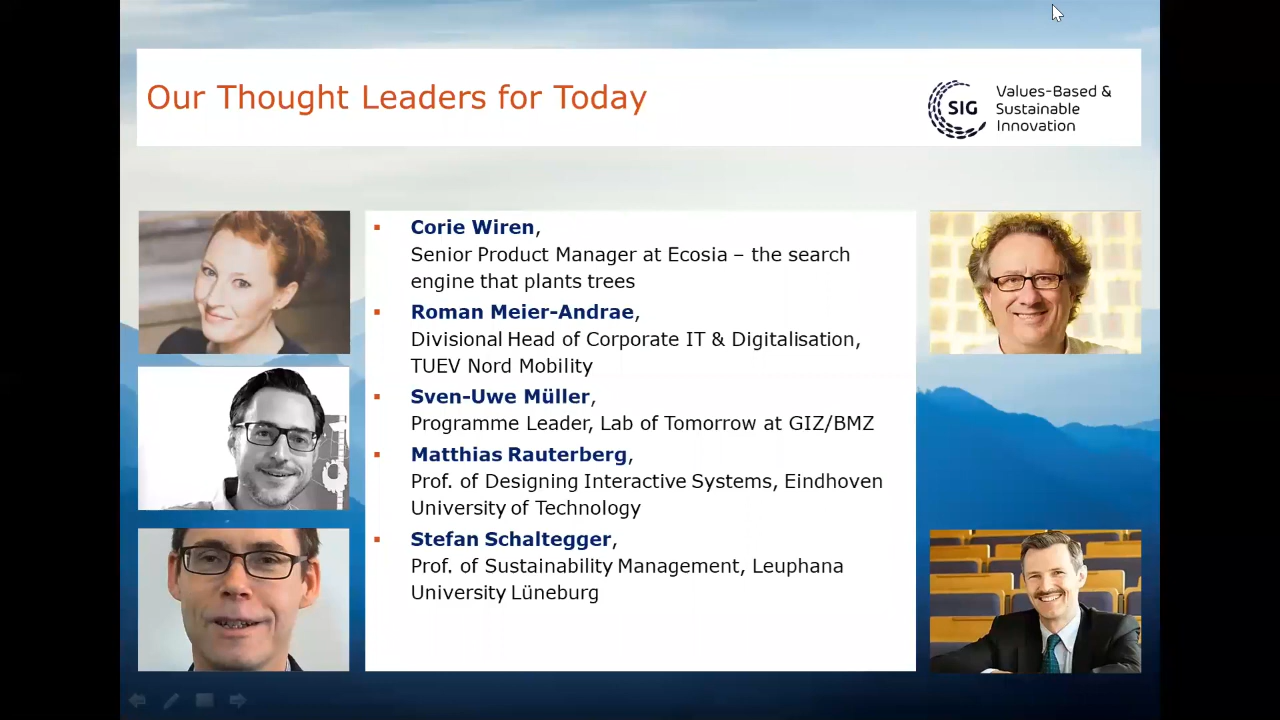 Our Thought Leaders for Today
SIG
Values-Based &
Sustainable
Innovation
▪ Corie Wiren,
Senior Product Manager at Ecosia – the search
engine that plants trees
▪ Roman Meier-Andrae,
Divisional Head of Corporate IT & Digitalisation,
TUEV Nord Mobility
▪ Sven-Uwe Müller,
Programme Leader, Lab of Tomorrow at GIZ/BMZ
▪ Matthias Rauterberg,
Prof. of Designing Interactive Systems, Eindhoven
University of Technology
▪ Stefan Schaltegger,
Prof. of Sustainability Management, Leuphana
University Lüneburg